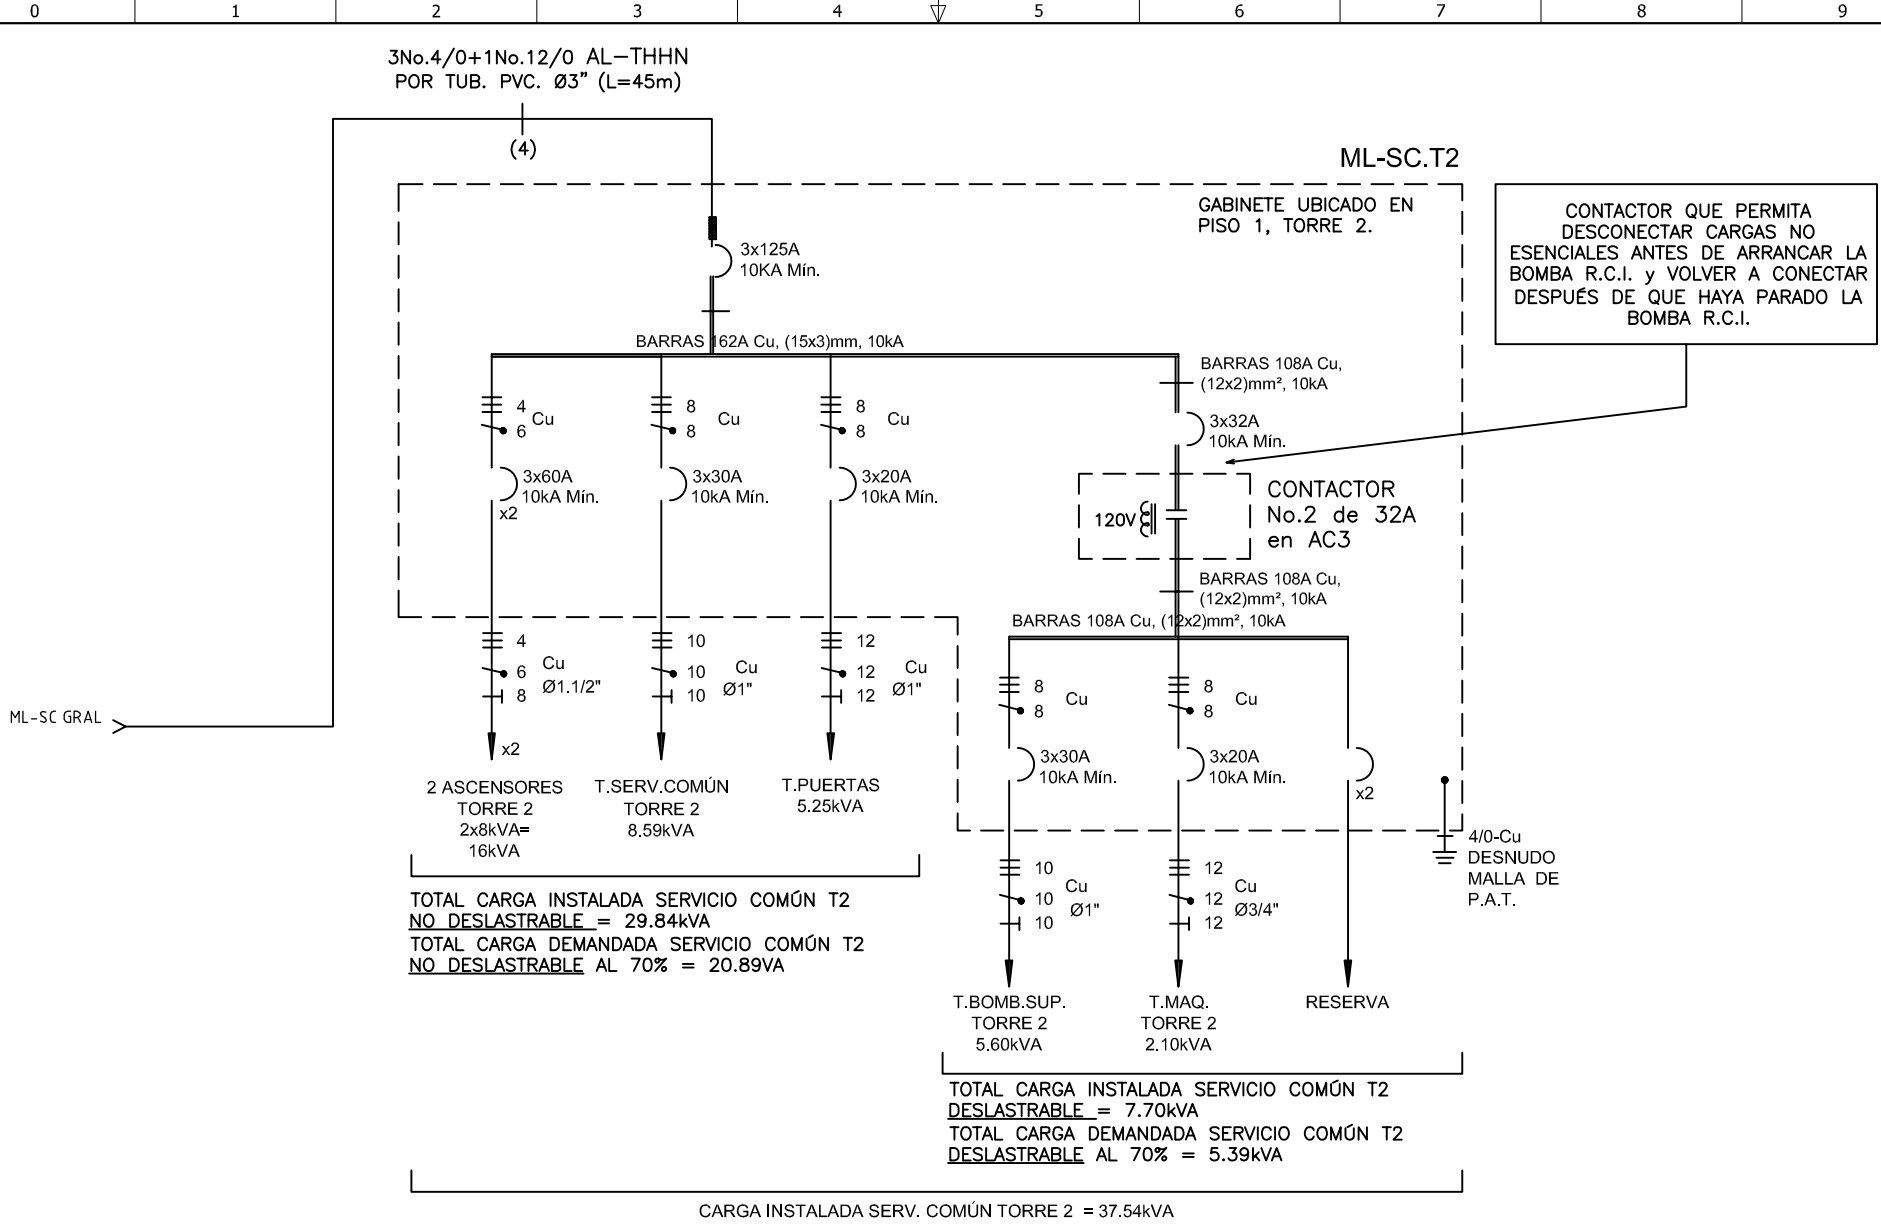 0 1 2 3 4 5 6 7 8 9
3No.4/0+1No.12/0 AL-THHN
POR TUB. PVC. Ø3" (L=45m)
(4)
ML-SC.T2
GABINETE UBICADO EN
PISO 1, TORRE 2.
CONTACTOR QUE PERMITA
DESCONECTAR CARGAS NO
ESENCIALES ANTES DE ARRANCAR LA
BOMBA R.C.I. y VOLVER A CONECTAR
DESPUÉS DE QUE HAYA PARADO LA
BOMBA R.C.I.
3x125A
10KA Mín.
BARRAS 162A Cu, (15x3)mm, 10kA
BARRAS 108A Cu,
(12x2)mm², 10kA
4
6
Cu
8
8
Cu
8
8
Cu
3x32A
10kA Mín.
3x60A
10kA Mín.
x2
3x30A
10kA Mín.
3x20A
10kA Mín.
120V
CONTACTOR
No.2 de 32A
en AC3
BARRAS 108A Cu,
(12x2)mm², 10kA
BARRAS 108A Cu, (12x2)mm², 10kA
4
6
8
Cu
Ø1.1/2"
10
10
10
Cu
Ø1"
12
12
12
Cu
Ø1"
ML-SC GRAL
x2
8
8
Cu
8
8
Cu
3x30A
10kA Mín.
3x20A
10kA Mín.
x2
2 ASCENSORES
TORRE 2
2x8kVA=
16kVA
T.SERV.COMÚN
TORRE 2
8.59kVA
T.PUERTAS
5.25kVA
4/0-Cu
DESNUDO
MALLA DE
P.A.T.
10
10
10
Cu
Ø1"
12
12
12
Cu
Ø3/4"
TOTAL CARGA INSTALADA SERVICIO COMÚN T2
NO DESLASTRABLE = 29.84kVA
TOTAL CARGA DEMANDADA SERVICIO COMÚN T2
NO DESLASTRABLE AL 70% = 20.89VA
T.BOMB.SUP.
TORRE 2
5.60kVA
T.MAQ.
TORRE 2
2.10kVA
RESERVA
TOTAL CARGA INSTALADA SERVICIO COMÚN T2
DESLASTRABLE = 7.70kVA
TOTAL CARGA DEMANDADA SERVICIO COMÚN T2
DESLASTRABLE AL 70% = 5.39kVA
CARGA INSTALADA SERV. COMÚN TORRE 2 = 37.54kVA